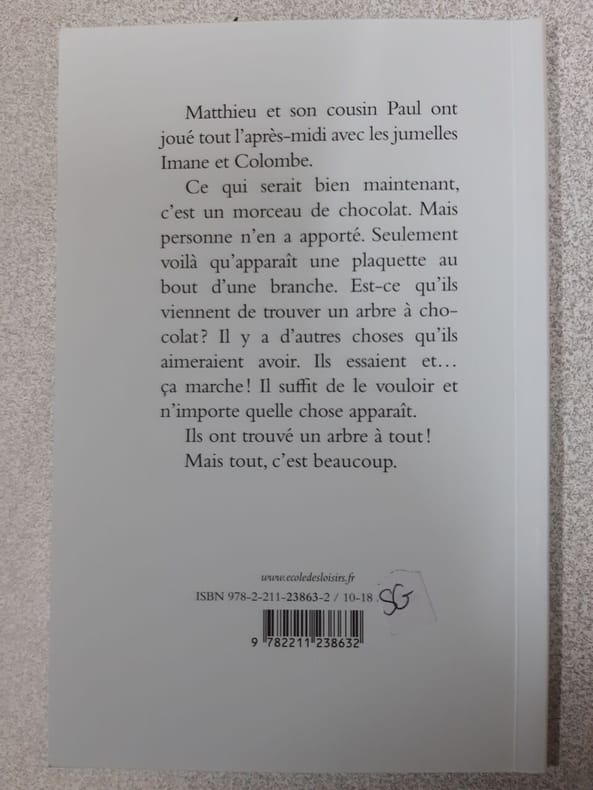 Matthieu et son cousin Paul ont
joué tout l'après-midi avec les jumelles
Imane et Colombe.
Ce qui serait bien maintenant,
c'est un morceau de chocolat. Mais
personne n'en a apporté. Seulement
voilà qu'apparaît une plaquette au
bout d'une branche. Est-ce qu'ils
viennent de trouver un arbre à cho-
colat ? Il y a d'autres choses qu'ils
aimeraient avoir. Ils essaient et…
ça marche ! Il suffit de le vouloir et
n'importe quelle chose apparaît.
Ils ont trouvé un arbre à tout !
Mais tout, c'est beaucoup.
www.ecoledesloisirs.fr
ISBN 978-2-211-23863-2 / 10-18 SG
9 782211 238632